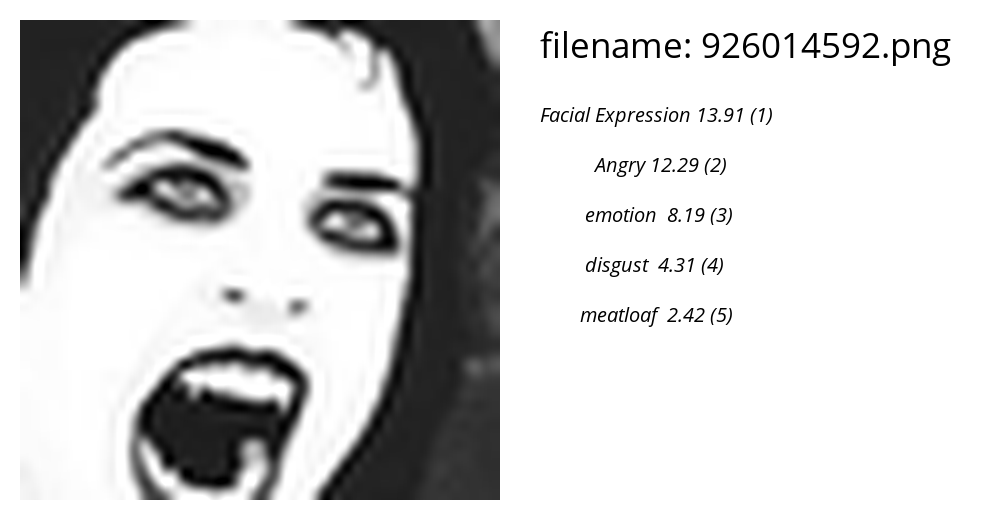 filename: 926014592.png
Facial Expression 13.91 (1)
Angry 12.29 (2)
emotion 8.19 (3)
disgust 4.31 (4)
meatloaf 2.42 (5)